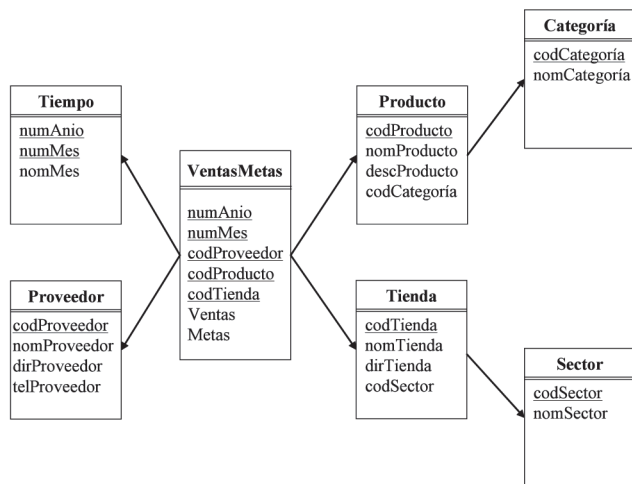 Tiempo
numAnio
numMes
nomMes
Proveedor
codProveedor
nomProveedor
dirProveedor
telProveedor
VentasMetas
numAnio
numMes
codProveedor
codProducto
codTienda
Ventas
Metas
Producto
codProducto
nomProducto
descProducto
codCategoría
Tienda
codTienda
nomTienda
dirTienda
codSector
Categoría
codCategoría
nomCategoría
Sector
codSector
nomSector